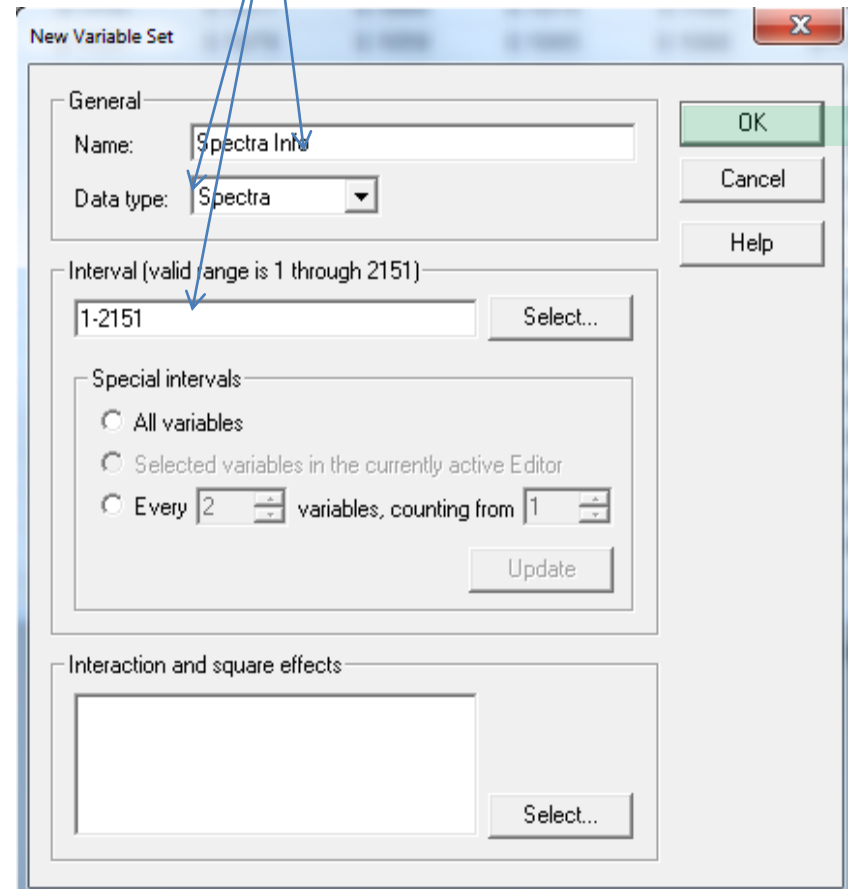 New Variable Set
General
Name: Spectra Info
Data type: Spectra
OK
Cancel
Help
Interval (valid range is 1 through 2151)
1-2151 Select...
Special intervals
All variables
Selected variables in the currently active Editor
Every 2 variables, counting from 1
Update
Interaction and square effects
Select...